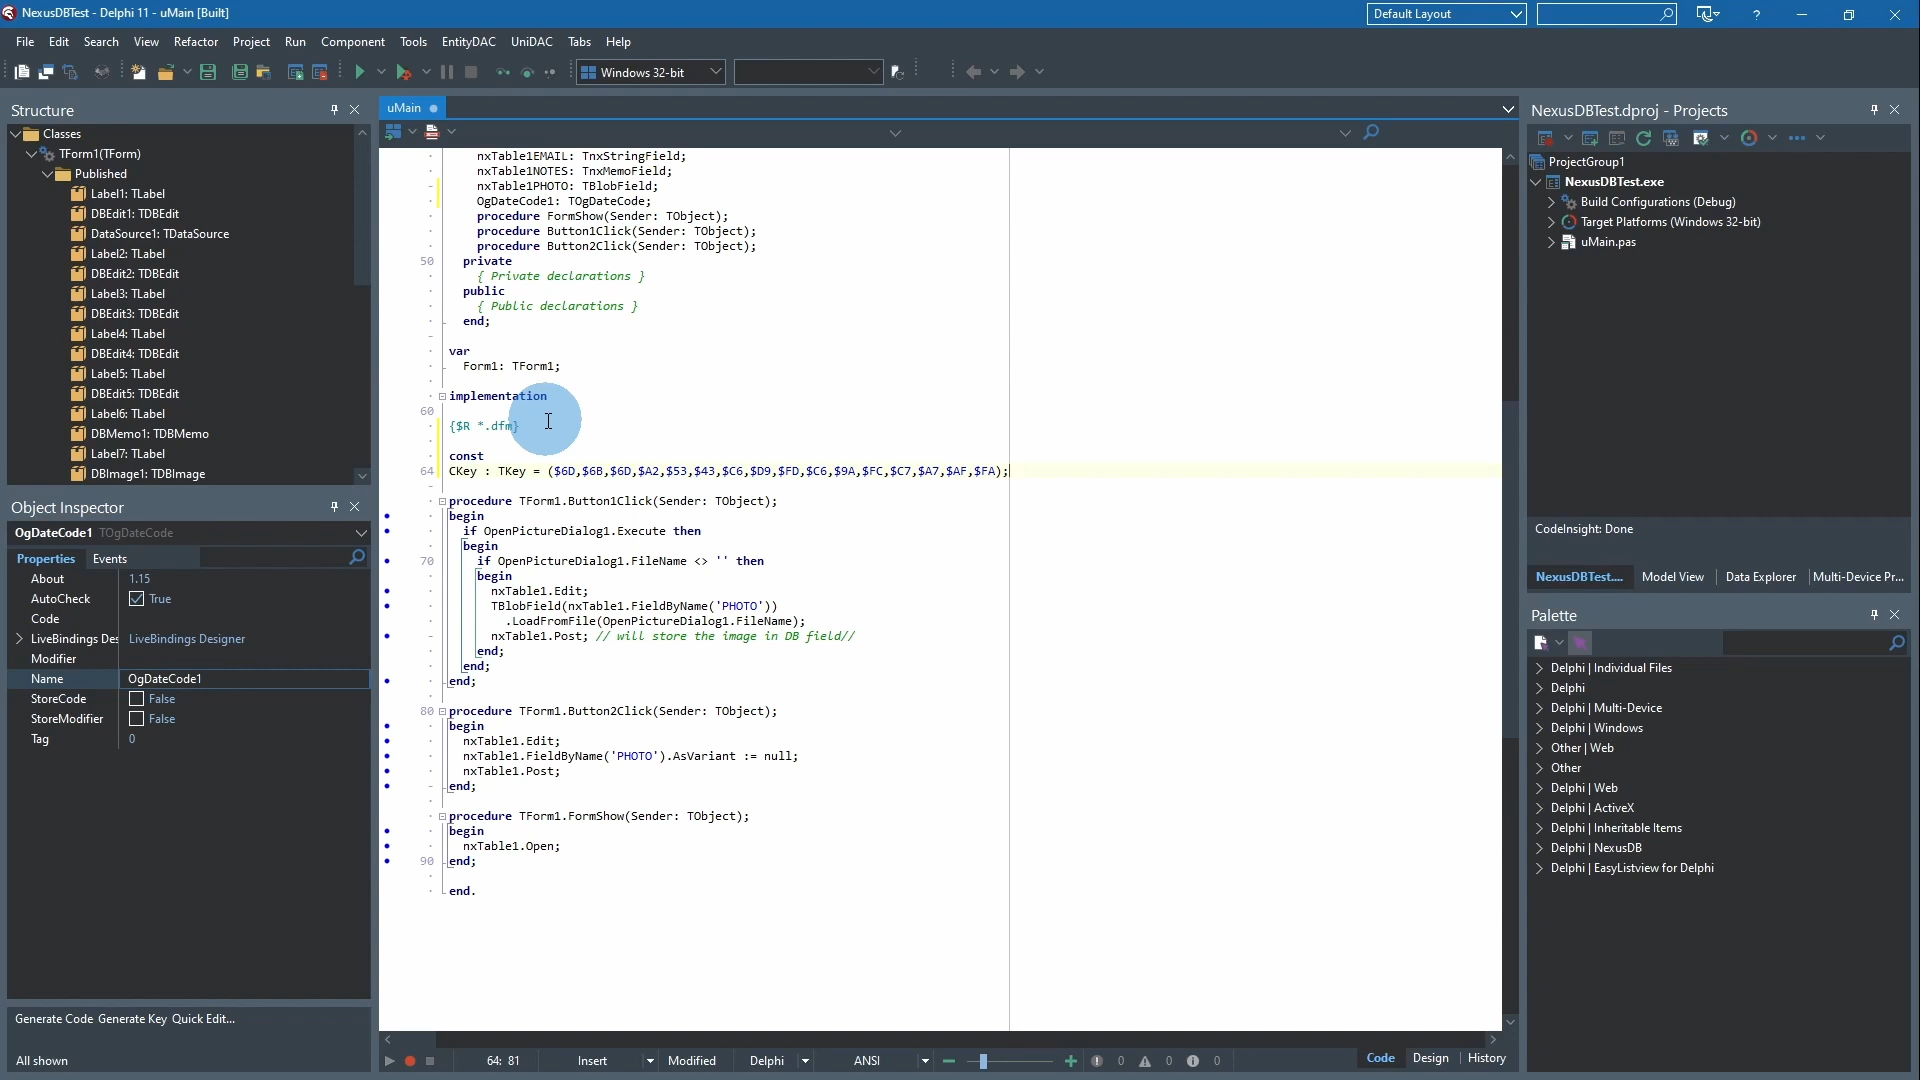 NexusDBTest - Delphi 11 - uMain [Built]
Default Layout
File Edit Search View Refactor Project Run Component Tools EntityDAC UniDAC Tabs Help
Windows 32-bit
Structure
Classes
TForm1(TForm)
Published
Label1: TLabel
DBEdit1: TDBEdit
DataSource1: TDataSource
Label2: TLabel
DBEdit2: TDBEdit
Label3: TLabel
DBEdit3: TDBEdit
Label4: TLabel
DBEdit4: TDBEdit
Label5: TLabel
DBEdit5: TDBEdit
Label6: TLabel
DBMemo1: TDBMemo
Label7: TLabel
DBImage1: TDBImage
Object Inspector
OgDateCode1 TOgDateCode
Properties Events
About 1.15
AutoCheck True
Code
LiveBindings Des LiveBindings Designer
Modifier
Name OgDateCode1
StoreCode False
StoreModifier False
Tag 0
Generate Code Generate Key Quick Edit...
All shown
uMain
nxTable1EMAIL: TnxStringField;
nxTable1NOTES: TnxMemoField;
nxTable1PHOTO: TBlobField;
OgDateCode1: TOgDateCode;
procedure FormShow(Sender: TObject);
procedure Button1Click(Sender: TObject);
procedure Button2Click(Sender: TObject);
50 private
{ Private declarations }
public
{ Public declarations }
end;
var
Form1: TForm1;
implementation
60
{$R *.dfm}
const
64 CKey : TKey = ($6D,$6B,$6D,$A2,$53,$43,$C6,$D9,$FD,$C6,$9A,$FC,$C7,$A7,$AF,$FA);
procedure TForm1.Button1Click(Sender: TObject);
begin
if OpenPictureDialog1.Execute then
begin
70 if OpenPictureDialog1.FileName <> '' then
begin
nxTable1.Edit;
TBlobField(nxTable1.FieldByName('PHOTO'))
.LoadFromFile(OpenPictureDialog1.FileName);
nxTable1.Post; // will store the image in DB field//
end;
end;
end;
80 procedure TForm1.Button2Click(Sender: TObject);
begin
nxTable1.Edit;
nxTable1.FieldByName('PHOTO').AsVariant := null;
nxTable1.Post;
end;
procedure TForm1.FormShow(Sender: TObject);
begin
nxTable1.Open;
90 end;
end.
64: 81 Insert Modified Delphi ANSI 0 0 0 Code Design History
NexusDBTest.dproj - Projects
ProjectGroup1
NexusDBTest.exe
Build Configurations (Debug)
Target Platforms (Windows 32-bit)
uMain.pas
CodeInsight: Done
NexusDBTest.... Model View Data Explorer Multi-Device Pr...
Palette
Delphi | Individual Files
Delphi
Delphi | Multi-Device
Delphi | Windows
Other | Web
Other
Delphi | Web
Delphi | ActiveX
Delphi | Inheritable Items
Delphi | NexusDB
Delphi | EasyListview for Delphi